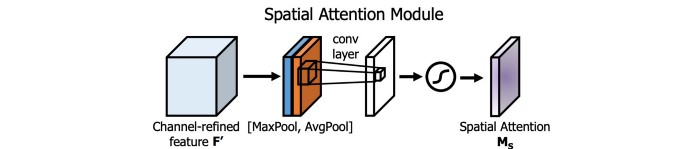 Spatial Attention Module
conv
layer
Channel-refined
feature F’
[MaxPool, AvgPool]
Spatial Attention
Ms